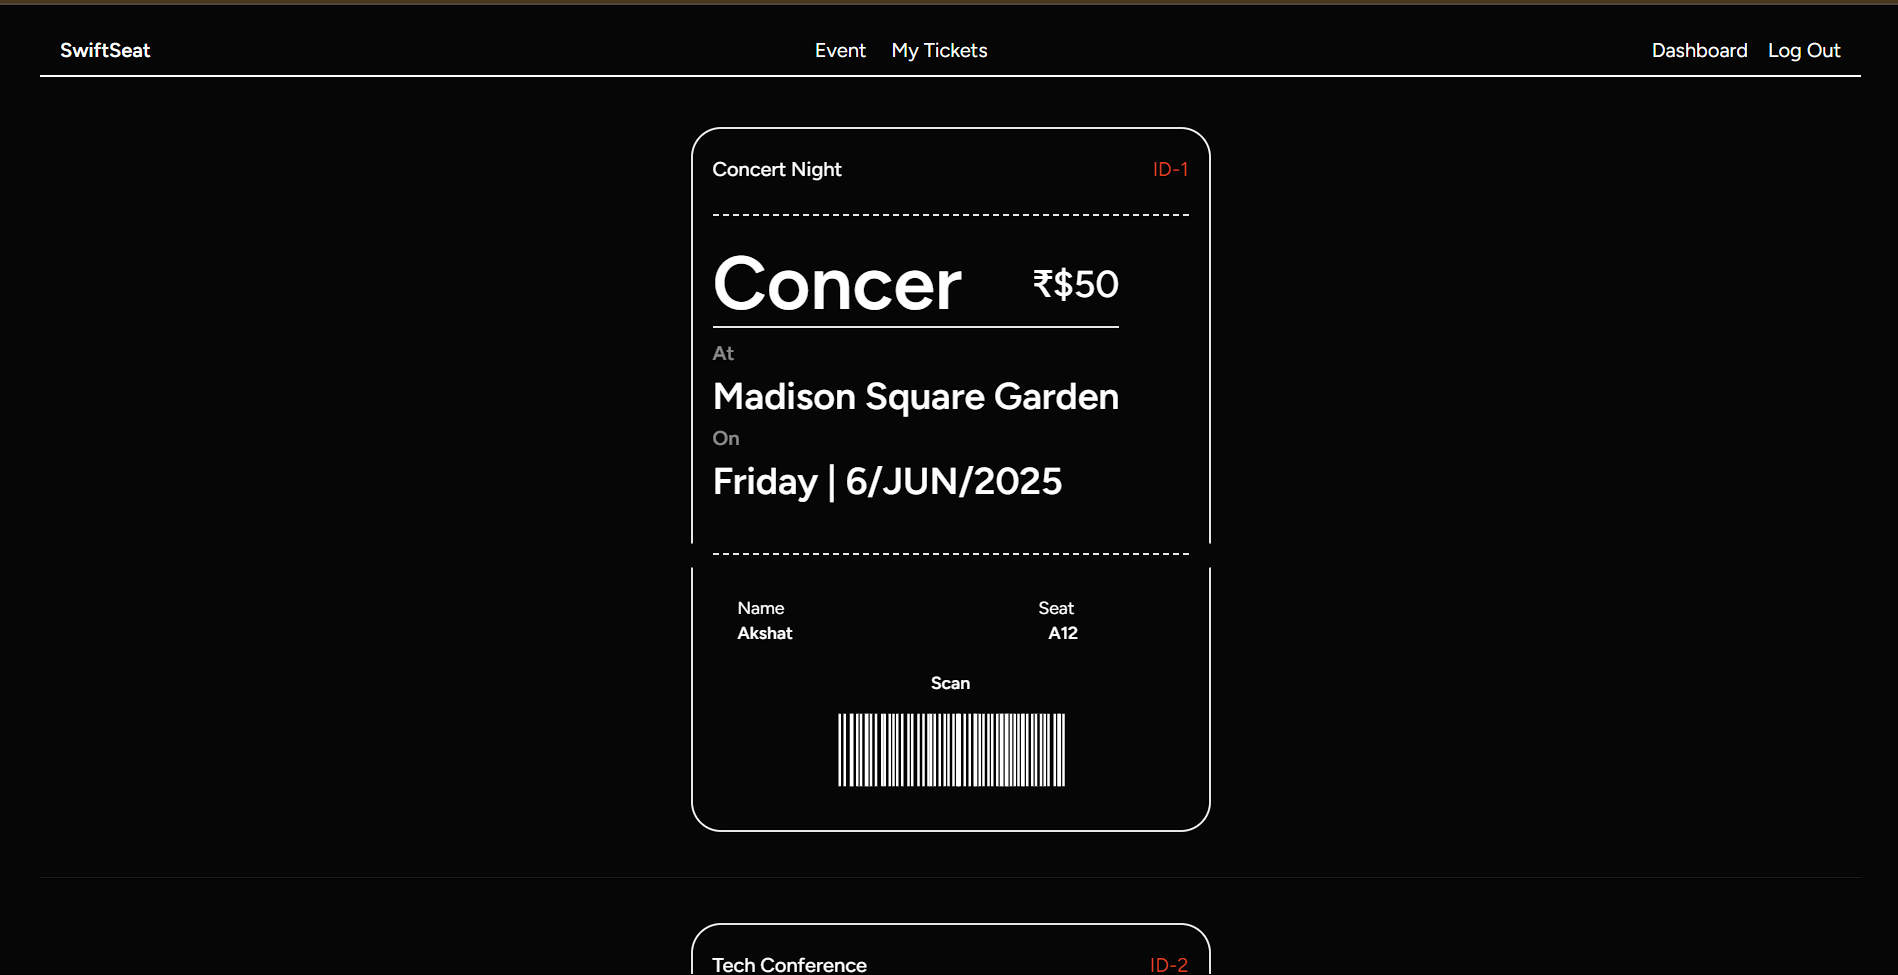 SwiftSeat Event My Tickets Dashboard Log Out
Concert Night ID-1
Concer ₹$50
At
Madison Square Garden
On
Friday | 6/JUN/2025
Name Seat
Akshat A12
Scan
Tech Conference ID-2